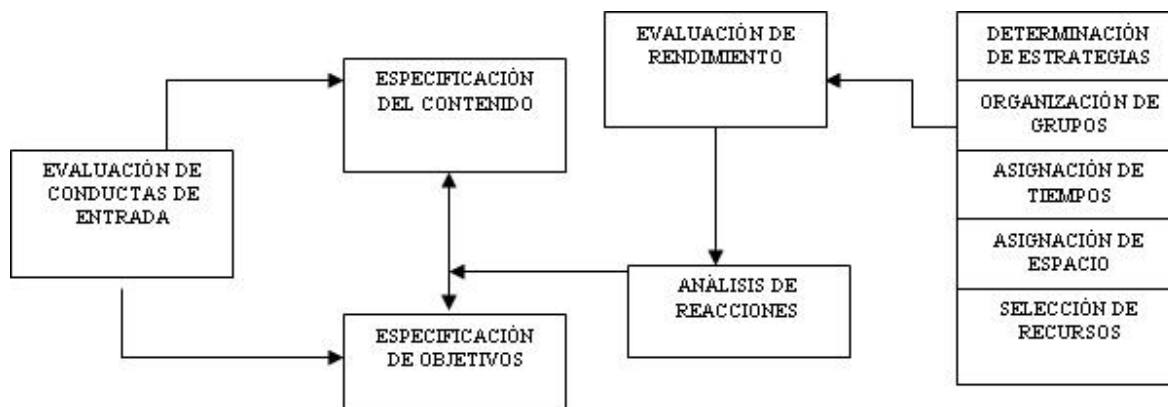 EVALUACIÓN DE
CONDUCTAS DE
ENTRADA
ESPECIFICACIÓN
DEL CONTENIDO
ESPECIFICACIÓN
DE OBJETIVOS
EVALUACIÓN DE
RENDIMIENTO
ANÁLISIS DE
REACCIONES
DETERMINACIÓN
DE ESTRATEGIAS
ORGANIZACIÓN DE
GRUPOS
ASIGNACIÓN DE
TIEMPOS
ASIGNACIÓN DE
ESPACIO
SELECCIÓN DE
RECURSOS